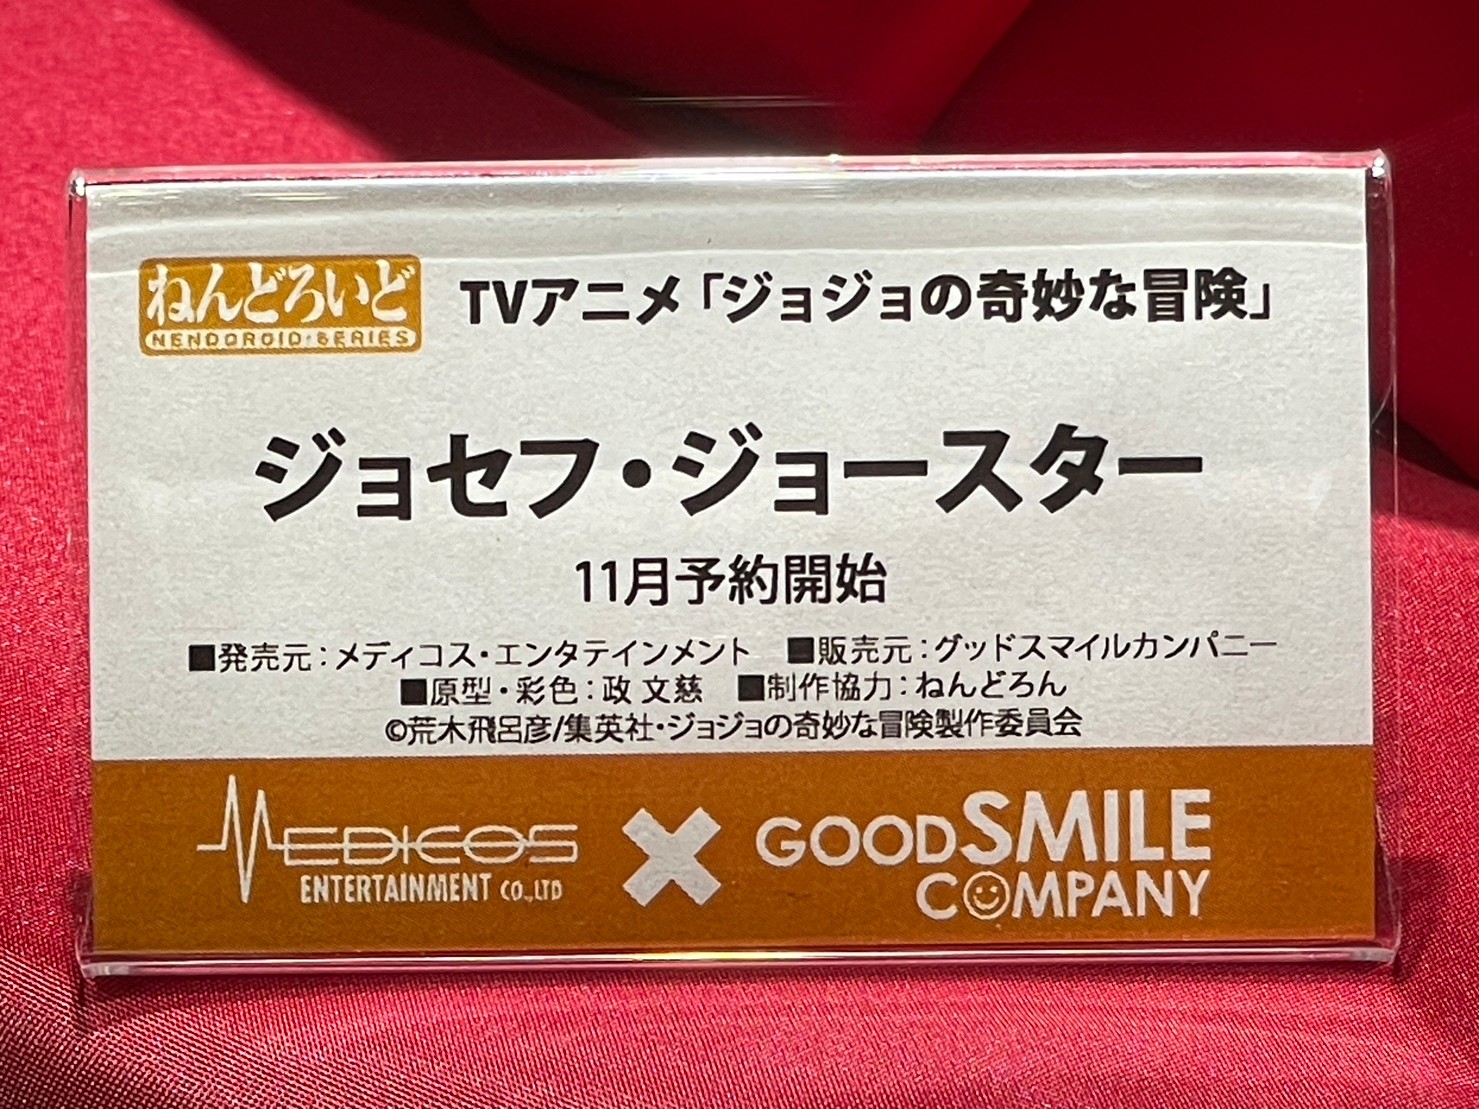 ねんどろいど
NENDOROID SERIES
TVアニメ「ジョジョの奇妙な冒険」
ジョセフ・ジョースター
11月予約開始
■発売元：メディコス・エンタテインメント　■販売元：グッドスマイルカンパニー
■原型・彩色：政 文慈　■制作協力：ねんどろん
©荒木飛呂彦/集英社・ジョジョの奇妙な冒険製作委員会
MEDICOS
ENTERTAINMENT CO.,LTD
×
GOOD SMILE
COMPANY